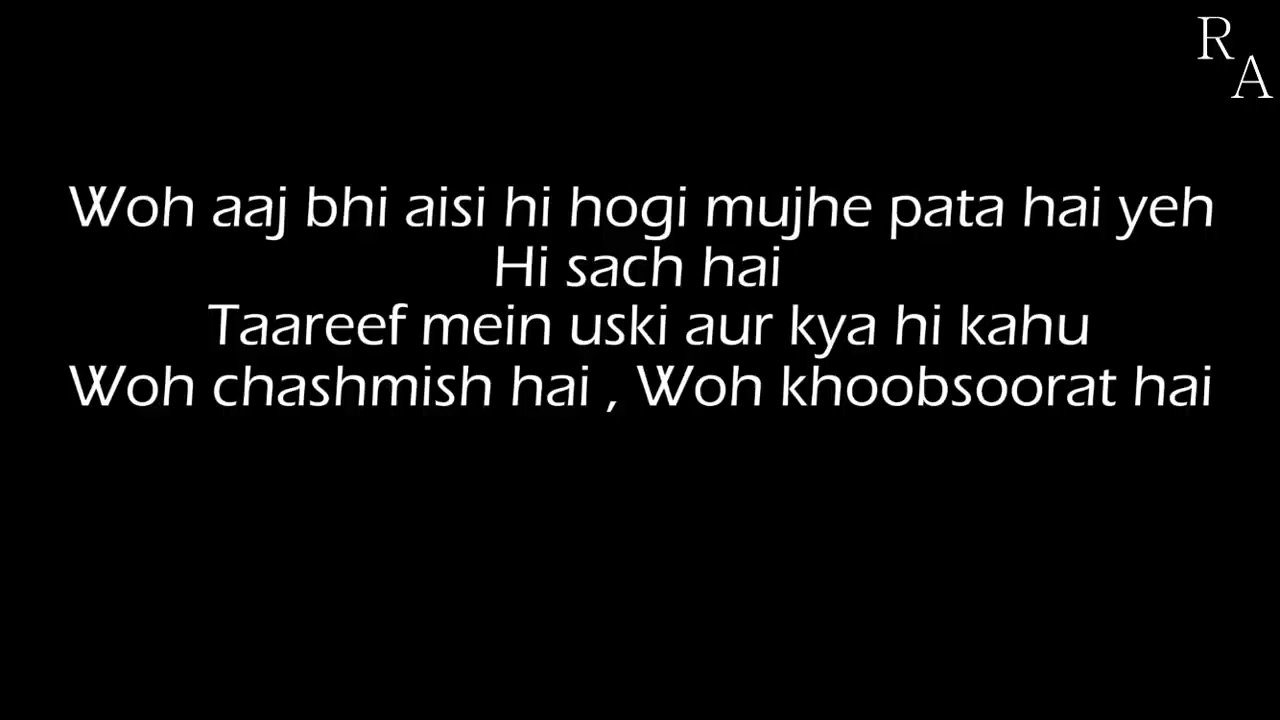 R
A
Woh aaj bhi aisi hi hogi mujhe pata hai yeh
Hi sach hai
Taareef mein uski aur kya hi kahu
Woh chashmish hai , Woh khoobsoorat hai